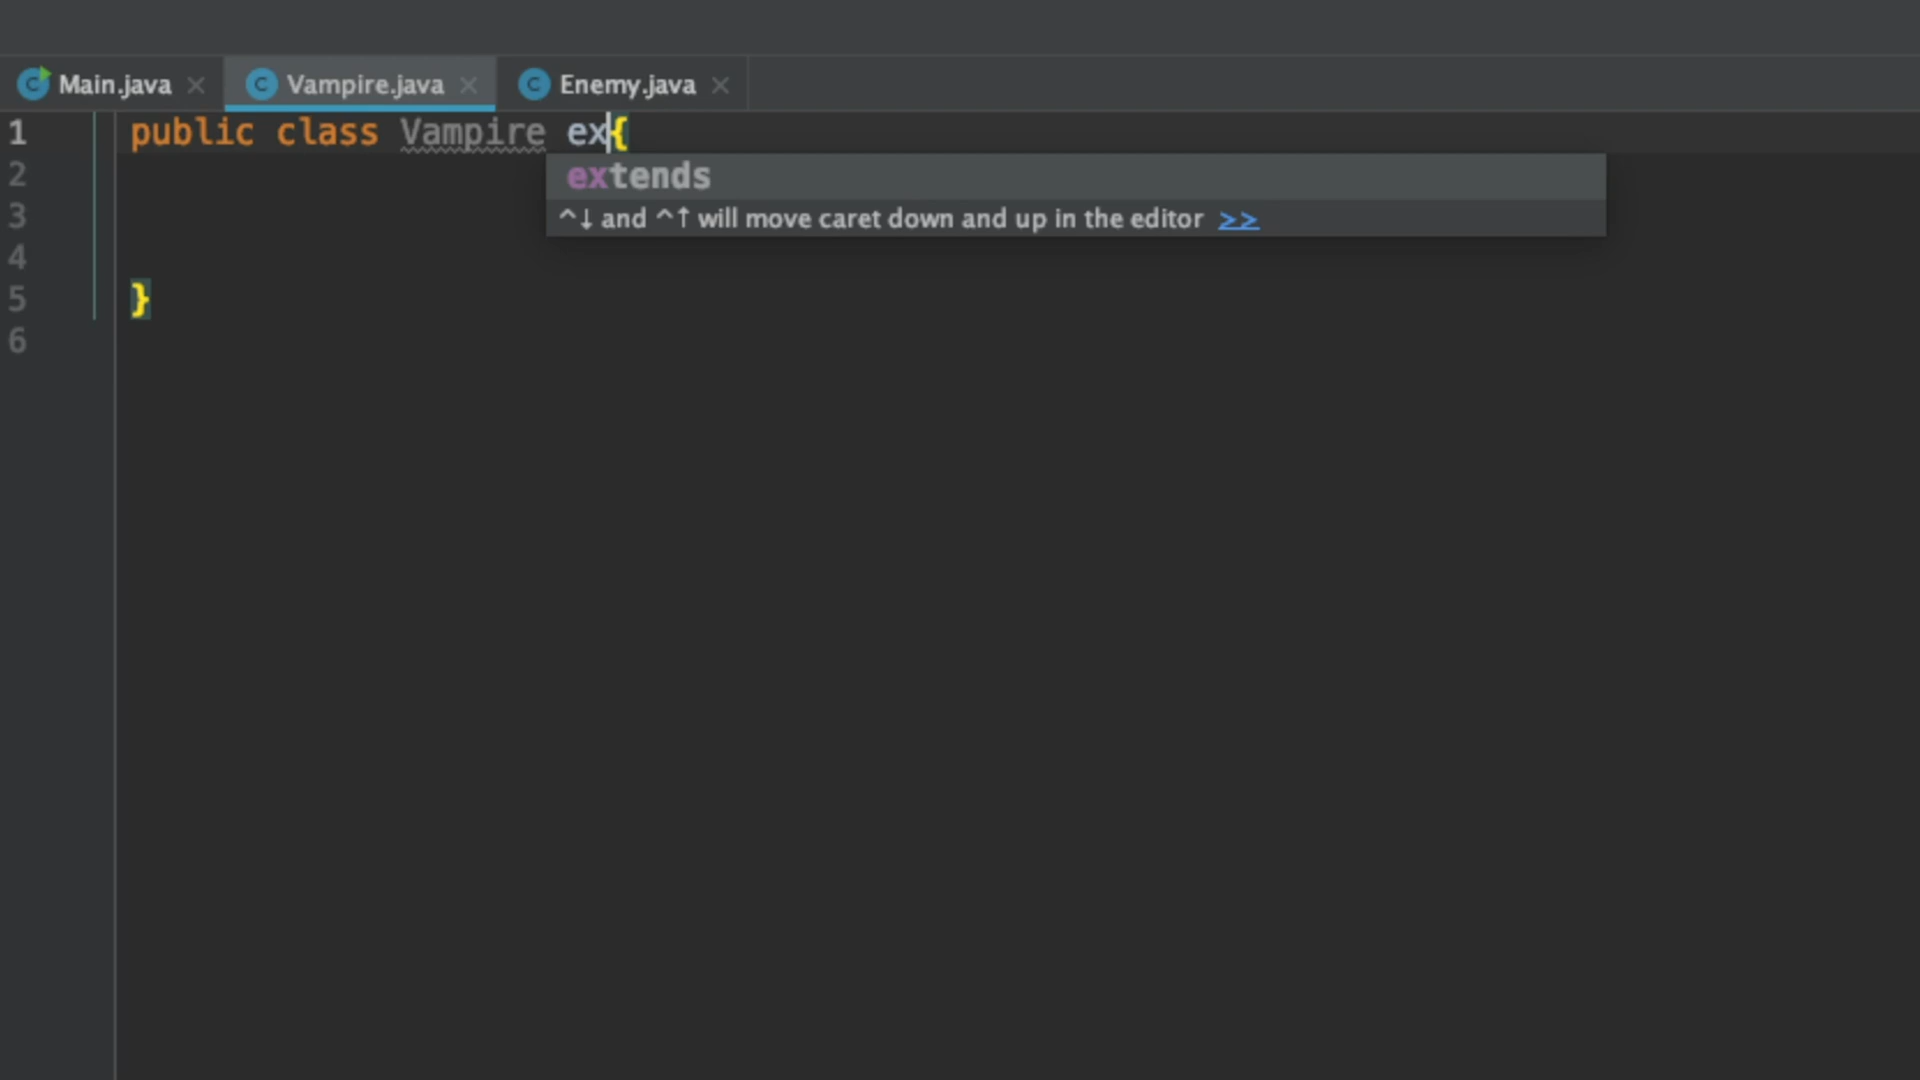 Main.java Vampire.java Enemy.java
1 public class Vampire ex{
2 extends
3 ^↓ and ^↑ will move caret down and up in the editor >>
4
5 }
6